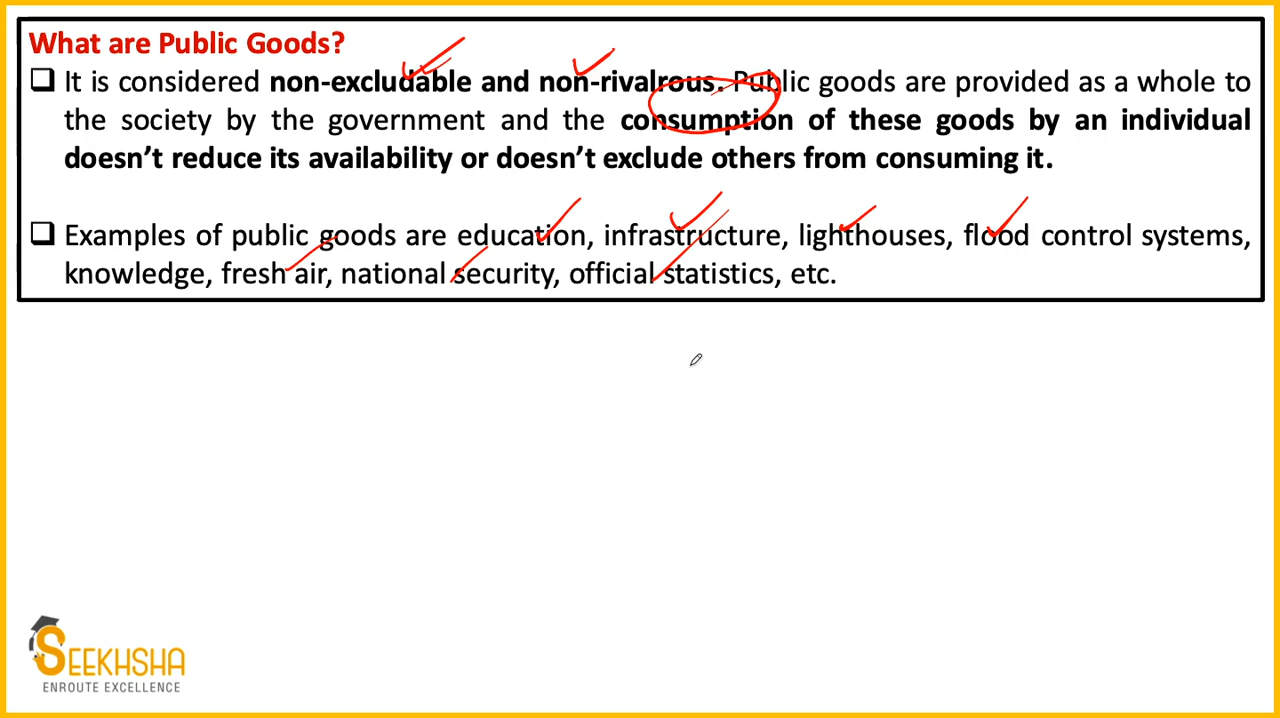 What are Public Goods?
❑ It is considered non-excludable and non-rivalrous. Public goods are provided as a whole to
the society by the government and the consumption of these goods by an individual
doesn’t reduce its availability or doesn’t exclude others from consuming it.
❑ Examples of public goods are education, infrastructure, lighthouses, flood control systems,
knowledge, fresh air, national security, official statistics, etc.
SEEKHSHA
ENROUTE EXCELLENCE